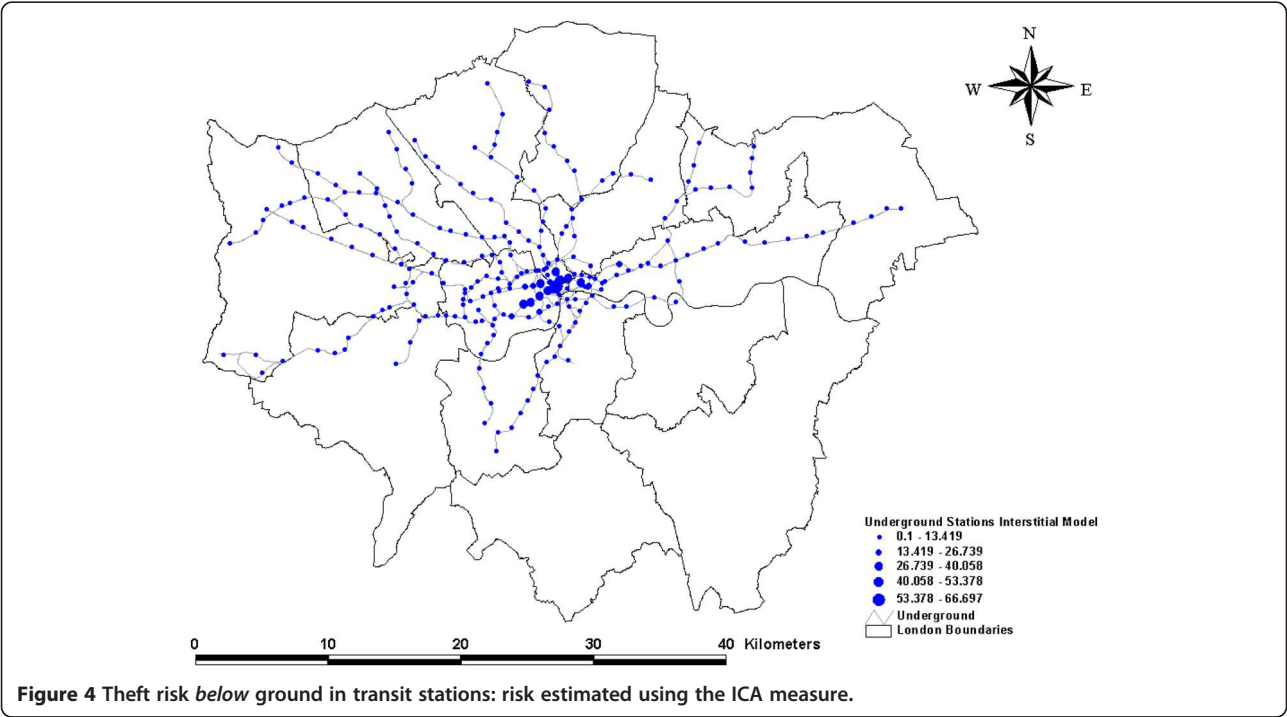 N
W E
S
Underground Stations Interstitial Model
0.1 - 13.419
13.419 - 26.739
26.739 - 40.058
40.058 - 53.378
53.378 - 66.697
Underground
London Boundaries
0 10 20 30 40 Kilometers
Figure 4 Theft risk below ground in transit stations: risk estimated using the ICA measure.